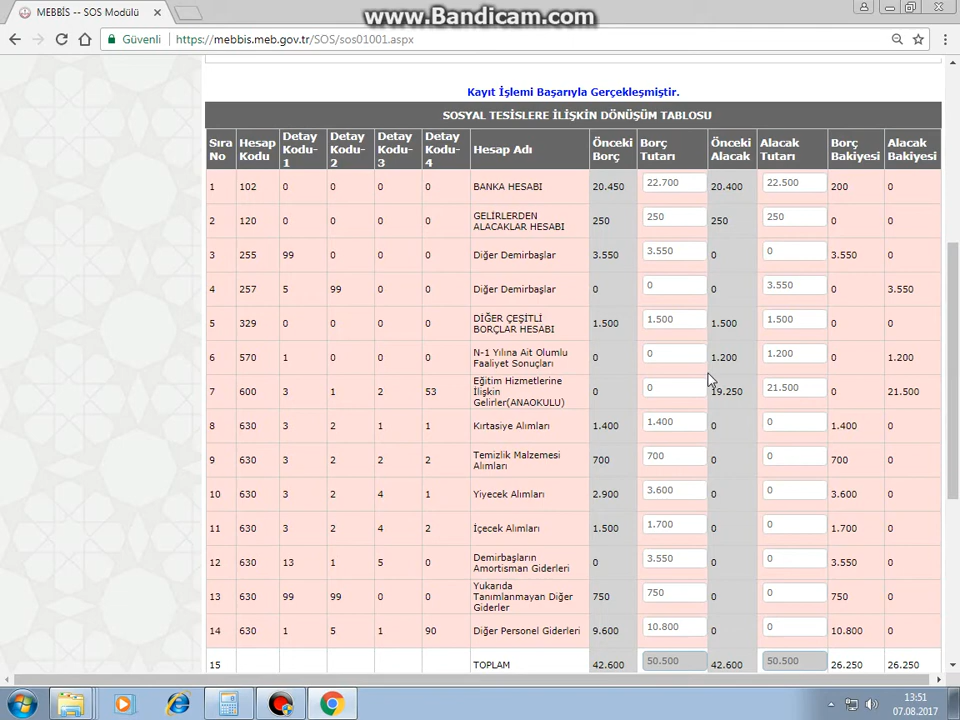 www.Bandicam.com
MEBBİS -- SOS Modülü
Güvenli https://mebbis.meb.gov.tr/SOS/sos01001.aspx
Kayıt İşlemi Başarıyla Gerçekleşmiştir.
SOSYAL TESİSLERE İLİŞKİN DÖNÜŞÜM TABLOSU
Sıra No Hesap Kodu Detay Kodu-1 Detay Kodu-2 Detay Kodu-3 Detay Kodu-4 Hesap Adı Önceki Borç Borç Tutarı Önceki Alacak Alacak Tutarı Borç Bakiyesi Alacak Bakiyesi
1 102 0 0 0 0 BANKA HESABI 20.450 22.700 20.400 22.500 200 0
2 120 0 0 0 0 GELİRLERDEN ALACAKLAR HESABI 250 250 250 250 0 0
3 255 99 0 0 0 Diğer Demirbaşlar 3.550 3.550 0 0 3.550 0
4 257 5 99 0 0 Diğer Demirbaşlar 0 0 0 3.550 0 3.550
5 329 0 0 0 0 DİĞER ÇEŞİTLİ BORÇLAR HESABI 1.500 1.500 1.500 1.500 0 0
6 570 1 0 0 0 N-1 Yılına Ait Olumlu Faaliyet Sonuçları 0 0 1.200 1.200 0 1.200
7 600 3 1 2 53 Eğitim Hizmetlerine İlişkin Gelirler(ANAOKULU) 0 0 19.250 21.500 0 21.500
8 630 3 2 1 1 Kırtasiye Alımları 1.400 1.400 0 0 1.400 0
9 630 3 2 2 2 Temizlik Malzemesi Alımları 700 700 0 0 700 0
10 630 3 2 4 1 Yiyecek Alımları 2.900 3.600 0 0 3.600 0
11 630 3 2 4 2 İçecek Alımları 1.500 1.700 0 0 1.700 0
12 630 13 1 5 0 Demirbaşların Amortisman Giderleri 0 3.550 0 0 3.550 0
13 630 99 99 0 0 Yukarıda Tanımlanmayan Diğer Giderler 750 750 0 0 750 0
14 630 1 5 1 90 Diğer Personel Giderleri 9.600 10.800 0 0 10.800 0
15 TOPLAM 42.600 50.500 42.600 50.500 26.250 26.250
13:51
07.08.2017